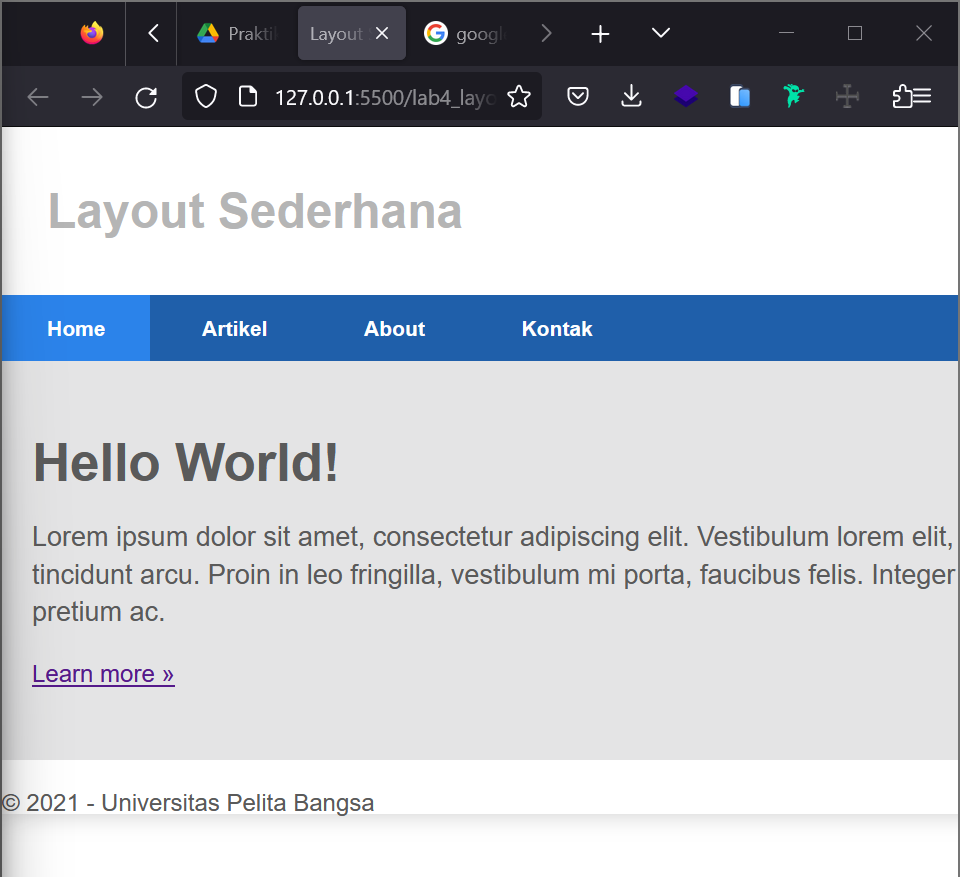 Prakti
Layout
googl
127.0.0.1:5500/lab4_layo
Layout Sederhana
Home Artikel About Kontak
Hello World!
Lorem ipsum dolor sit amet, consectetur adipiscing elit. Vestibulum lorem elit,
tincidunt arcu. Proin in leo fringilla, vestibulum mi porta, faucibus felis. Integer
pretium ac.
Learn more »
© 2021 - Universitas Pelita Bangsa